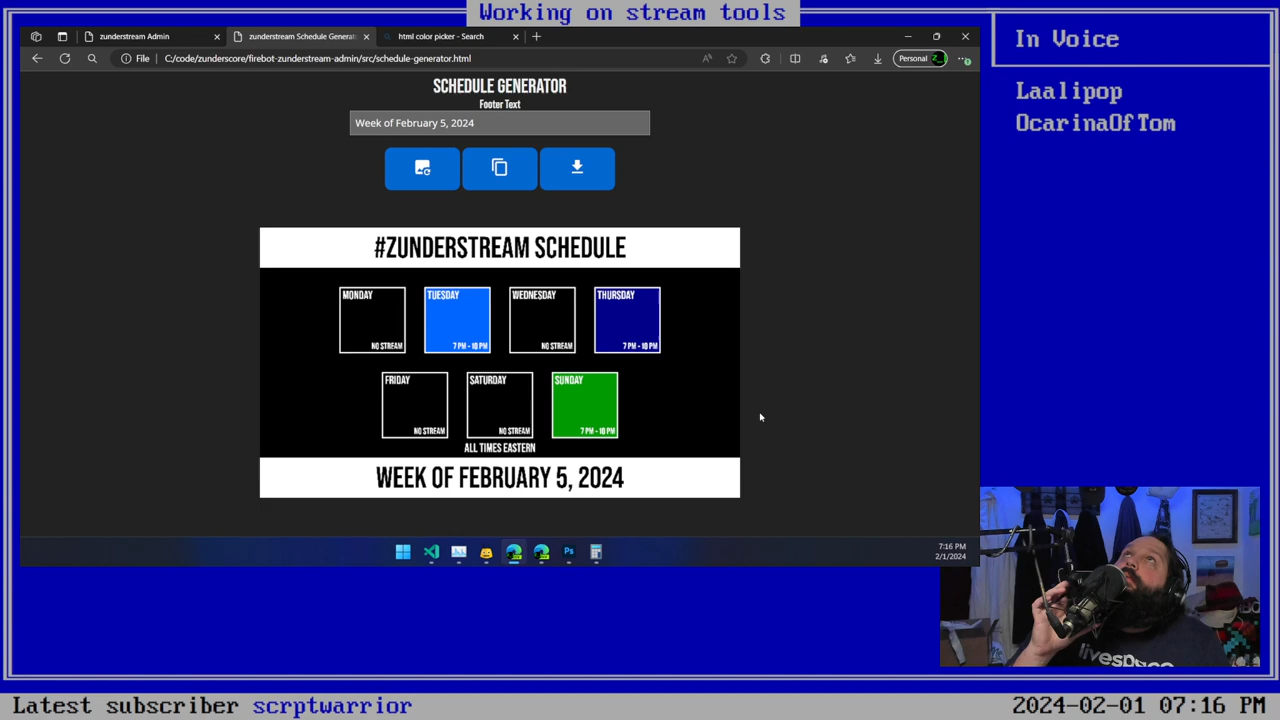 Working on stream tools
zunderstream Admin
zunderstream Schedule Generat
html color picker - Search
File
C:/code/zunderscore/firebot-zunderstream-admin/src/schedule-generator.html
Personal
SCHEDULE GENERATOR
Footer Text
Week of February 5, 2024
#ZUNDERSTREAM SCHEDULE
MONDAY
NO STREAM
TUESDAY
7 PM - 10 PM
WEDNESDAY
NO STREAM
THURSDAY
7 PM - 10 PM
FRIDAY
NO STREAM
SATURDAY
NO STREAM
SUNDAY
7 PM - 10 PM
ALL TIMES EASTERN
WEEK OF FEBRUARY 5, 2024
Ps
7:16 PM
2/1/2024
In Voice
Laalipop
OcarinaOfTom
livespace
Latest subscriber scrptwarrior
2024-02-01 07:16 PM